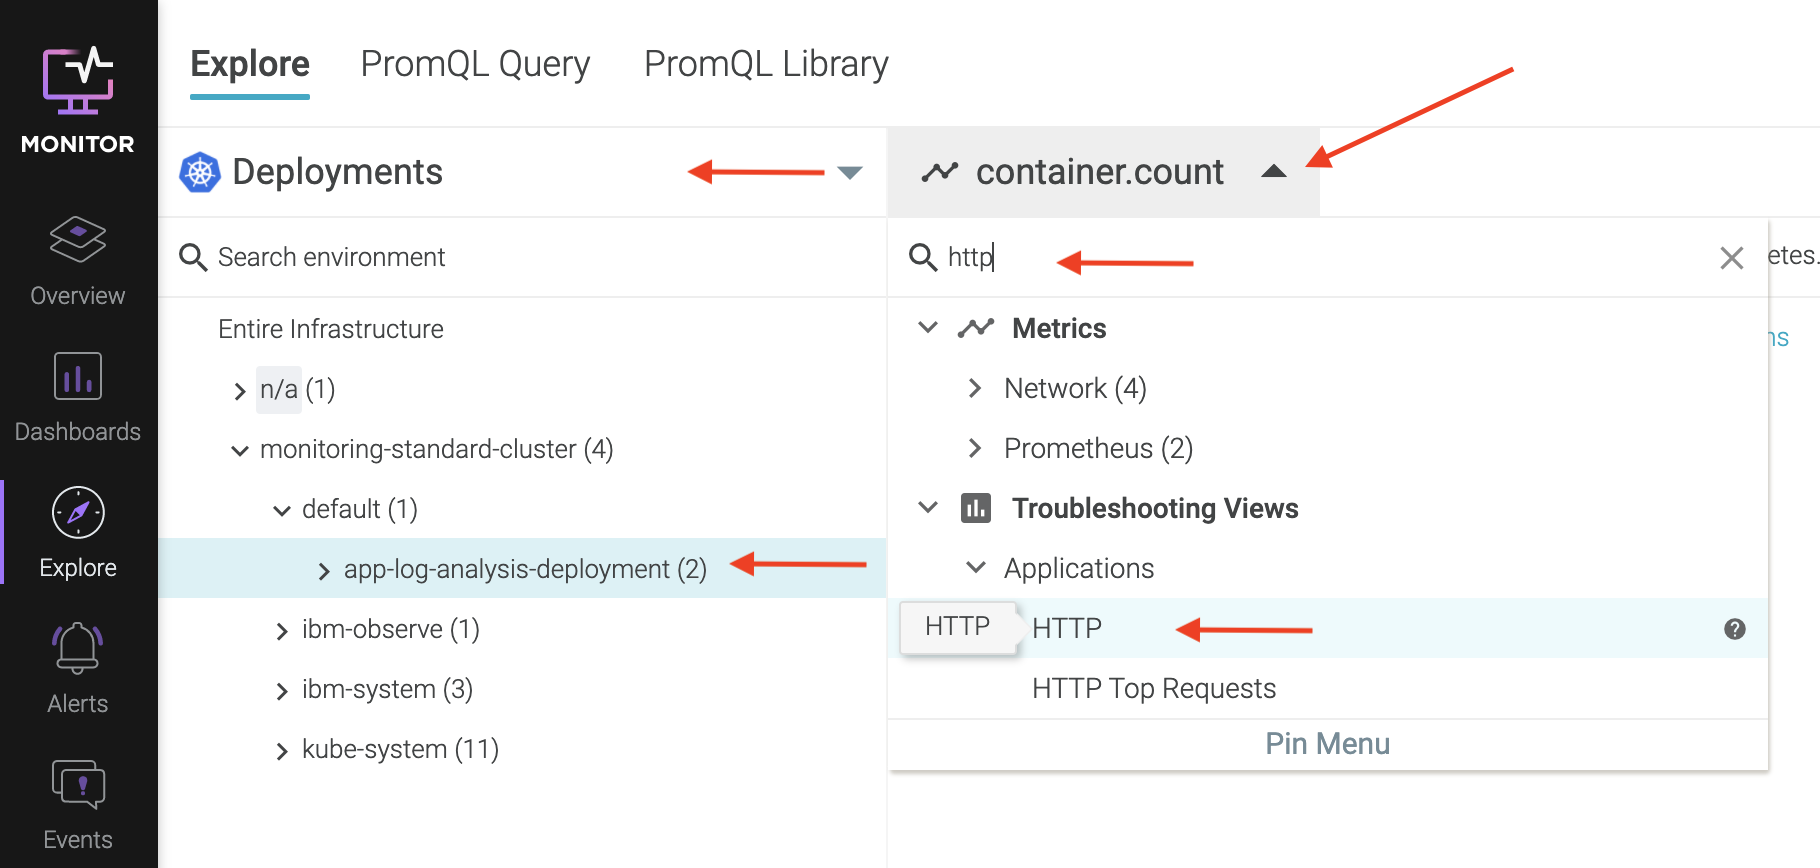 MONITOR
Overview
Dashboards
Explore
Alerts
Events
Explore PromQL Query PromQL Library
Deployments
Search environment
Entire Infrastructure
n/a (1)
monitoring-standard-cluster (4)
default (1)
app-log-analysis-deployment (2)
ibm-observe (1)
ibm-system (3)
kube-system (11)
container.count
http
etes.
ns
Metrics
Network (4)
Prometheus (2)
Troubleshooting Views
Applications
HTTP
HTTP
HTTP Top Requests
Pin Menu